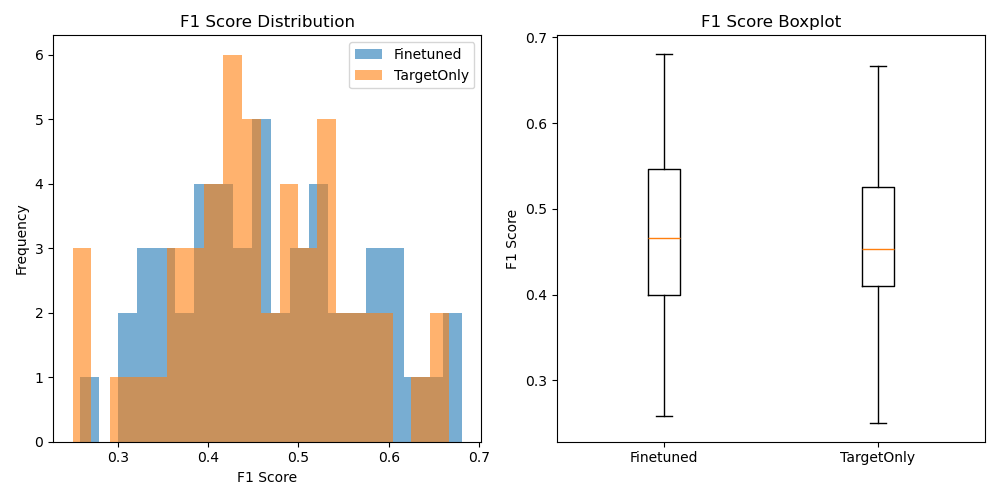 F1 Score Distribution
Finetuned
TargetOnly
Frequency
0
1
2
3
4
5
6
0.3
0.4
0.5
0.6
0.7
F1 Score
F1 Score Boxplot
F1 Score
0.7
0.6
0.5
0.4
0.3
Finetuned
TargetOnly